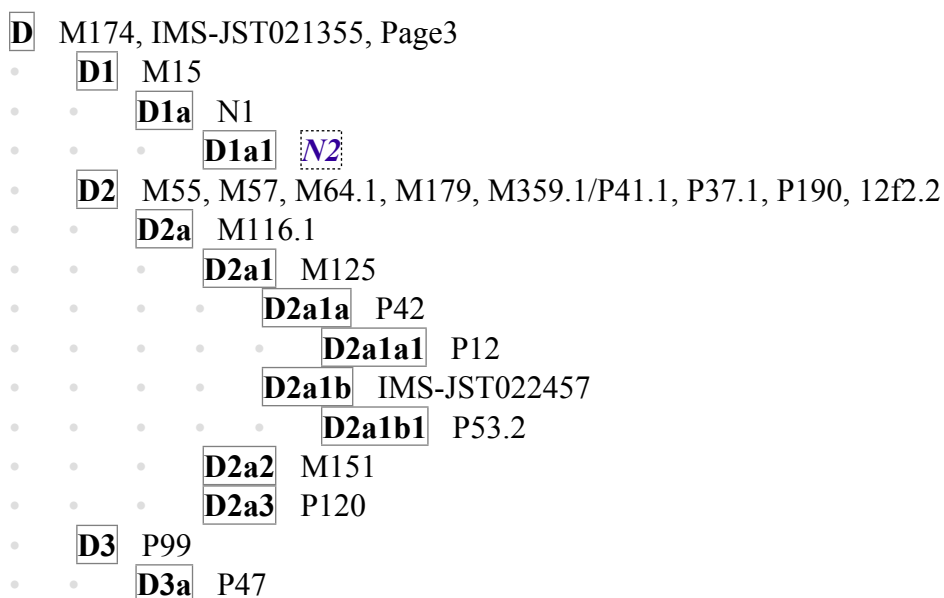 D M174, IMS-JST021355, Page3
D1 M15
D1a N1
D1a1 N2
D2 M55, M57, M64.1, M179, M359.1/P41.1, P37.1, P190, 12f2.2
D2a M116.1
D2a1 M125
D2a1a P42
D2a1a1 P12
D2a1b IMS-JST022457
D2a1b1 P53.2
D2a2 M151
D2a3 P120
D3 P99
D3a P47